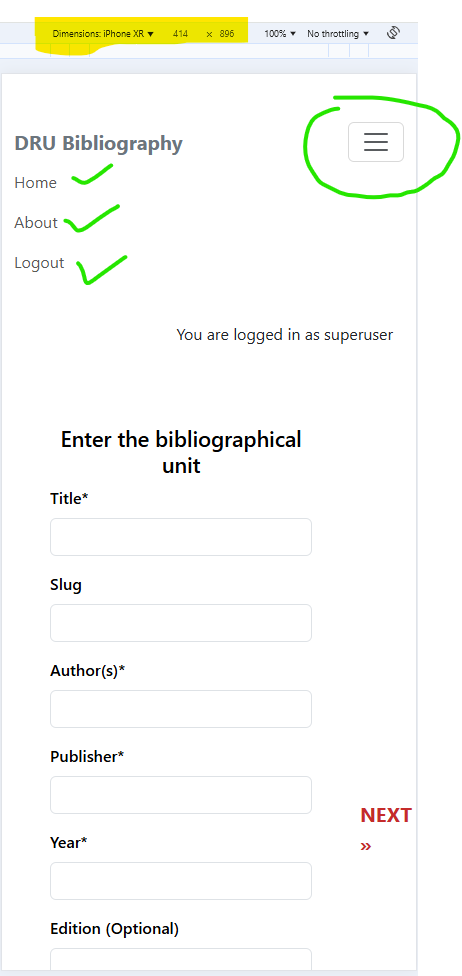 Dimensions: iPhone XR ▼ 414 × 896 100% ▼ No throttling ▼
DRU Bibliography
Home
About
Logout
You are logged in as superuser
Enter the bibliographical
unit
Title*
Slug
Author(s)*
Publisher*
NEXT
»
Year*
Edition (Optional)